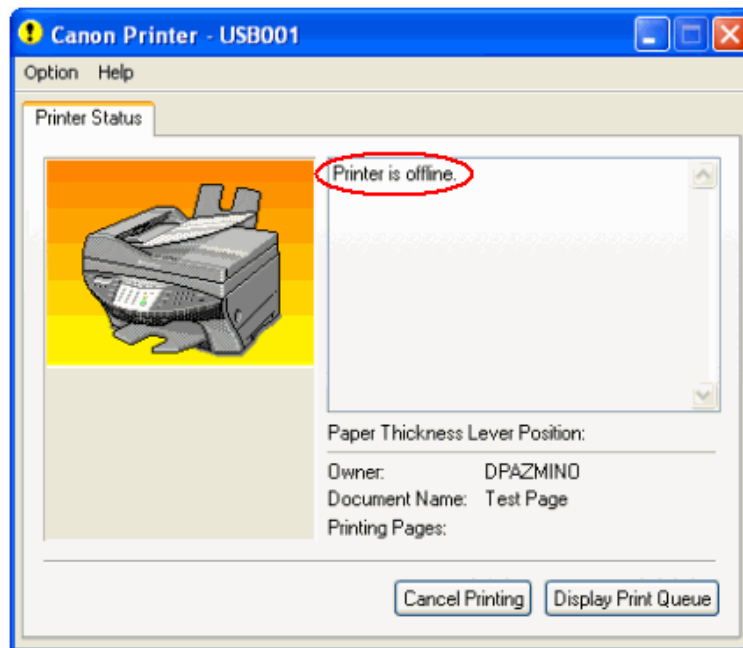 Canon Printer - USB001
Option Help
Printer Status
Printer is offline.
Paper Thickness Lever Position:
Owner: DPAZMINO
Document Name: Test Page
Printing Pages:
Cancel Printing Display Print Queue